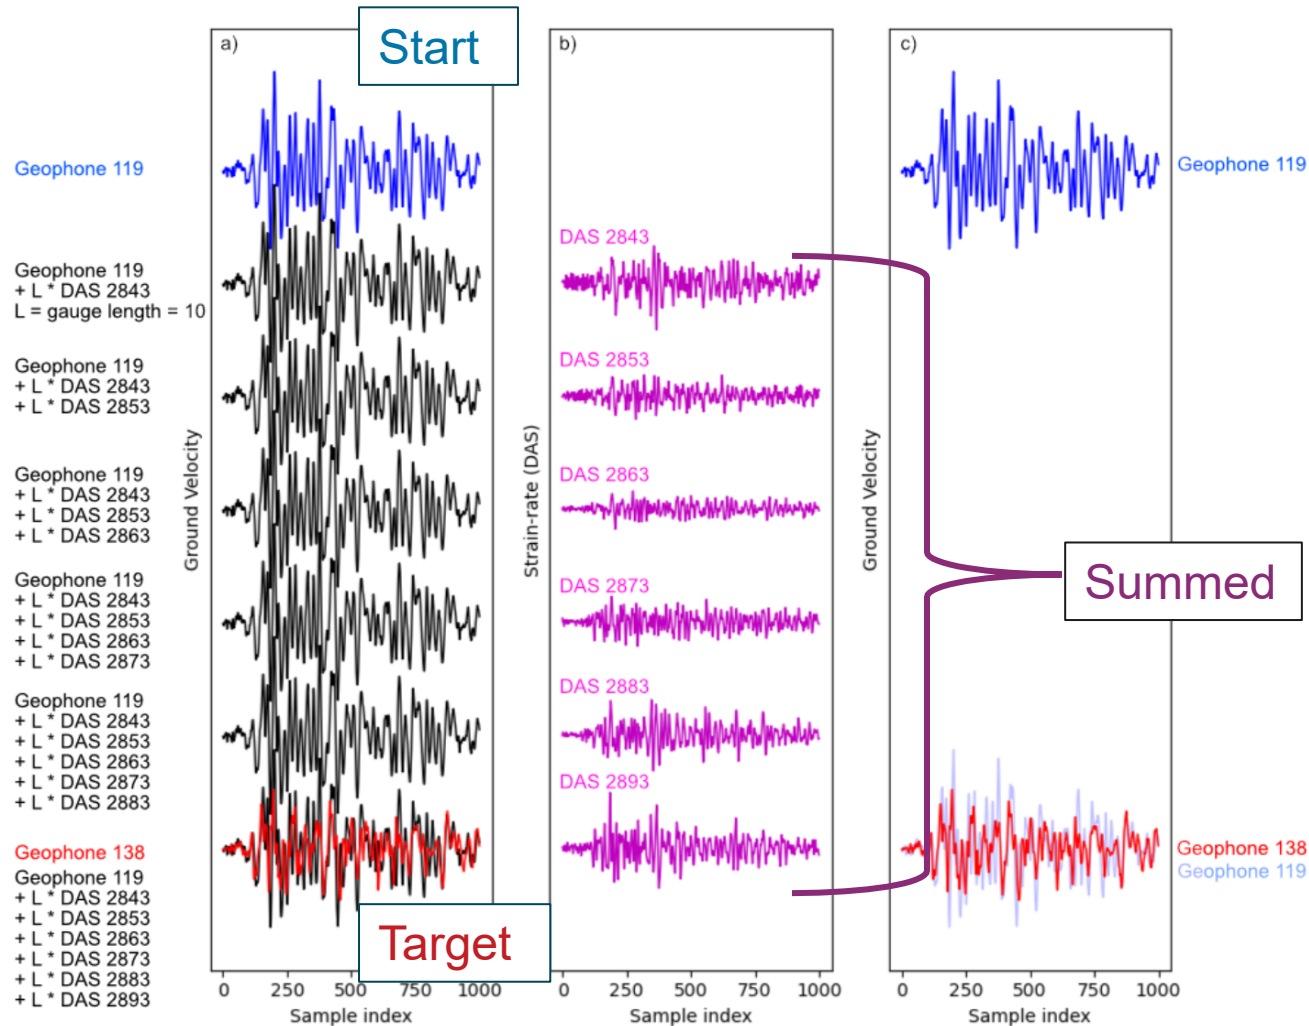 a)
Start
b)
c)
Geophone 119
Geophone 119
DAS 2843
Geophone 119
+ L * DAS 2843
L = gauge length = 10
DAS 2853
Geophone 119
+ L * DAS 2843
+ L * DAS 2853
Ground Velocity
Strain-rate (DAS)
Ground Velocity
DAS 2863
Geophone 119
+ L * DAS 2843
+ L * DAS 2853
+ L * DAS 2863
Summed
DAS 2873
Geophone 119
+ L * DAS 2843
+ L * DAS 2853
+ L * DAS 2863
+ L * DAS 2873
DAS 2883
Geophone 119
+ L * DAS 2843
+ L * DAS 2853
+ L * DAS 2863
+ L * DAS 2873
+ L * DAS 2883
DAS 2893
Geophone 138
Geophone 119
+ L * DAS 2843
+ L * DAS 2853
+ L * DAS 2863
+ L * DAS 2873
+ L * DAS 2883
+ L * DAS 2893
Geophone 138
Geophone 119
Target
0 250 500 750 1000
Sample index
0 250 500 750 1000
Sample index
0 250 500 750 1000
Sample index